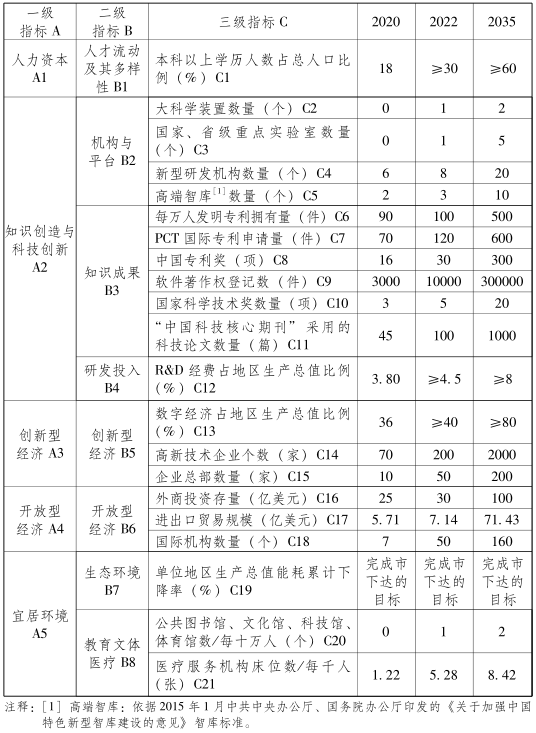 一级 二级 三级指标 C 2020 2022 2035
指标 A 指标 B
人力资本 人才流动 本科以上学历人数占总人口比
A1 及其多样 例(%)C1 18 ≥30 ≥60
性 B1
大科学装置数量(个)C2 0 1 2
机构与 国家、省级重点实验室数量
平台 B2 (个)C3 0 1 5
新型研发机构数量(个)C4 6 8 20
高端智库[1]数量(个)C5 2 3 10
知识创造与 每万人发明专利拥有量(件)C6 90 100 500
科技创新 PCT 国际专利申请量(件)C7 70 120 600
A2 知识成果 中国专利奖(项)C8 16 30 300
B3 软件著作权登记数(件)C9 3000 10000 300000
国家科学技术奖数量(项)C10 3 5 20
“中国科技核心期刊”采用的
科技论文数量(篇)C11 45 100 1000
研发投入 R&D 经费占地区生产总值比例
B4 (%)C12 3.80 ≥4.5 ≥8
数字经济占地区生产总值比例
(%)C13 36 ≥40 ≥80
创新型 创新型 高新技术企业个数(家)C14 70 200 2000
经济 A3 经济 B5 企业总部数量(家)C15 10 50 200
开放型 开放型 外商投资存量(亿美元)C16 25 30 100
经济 A4 经济 B6 进出口贸易规模(亿美元)C17 5.71 7.14 71.43
国际机构数量(个)C18 7 50 160
生态环境 单位地区生产总值能耗累计下 完成市 完成市 完成市
B7 降率(%)C19 下达的 下达的 下达的
目标 目标 目标
宜居环境 公共图书馆、文化馆、科技馆、
A5 教育文体 体育馆数/每十万人(个)C20 0 1 2
医疗 B8 医疗服务机构床位数/每千人
(张)C21 1.22 5.28 8.42
注释:[1] 高端智库:依据 2015 年 1 月中共中央办公厅、国务院办公厅印发的《关于加强中国
特色新型智库建设的意见》智库标准。